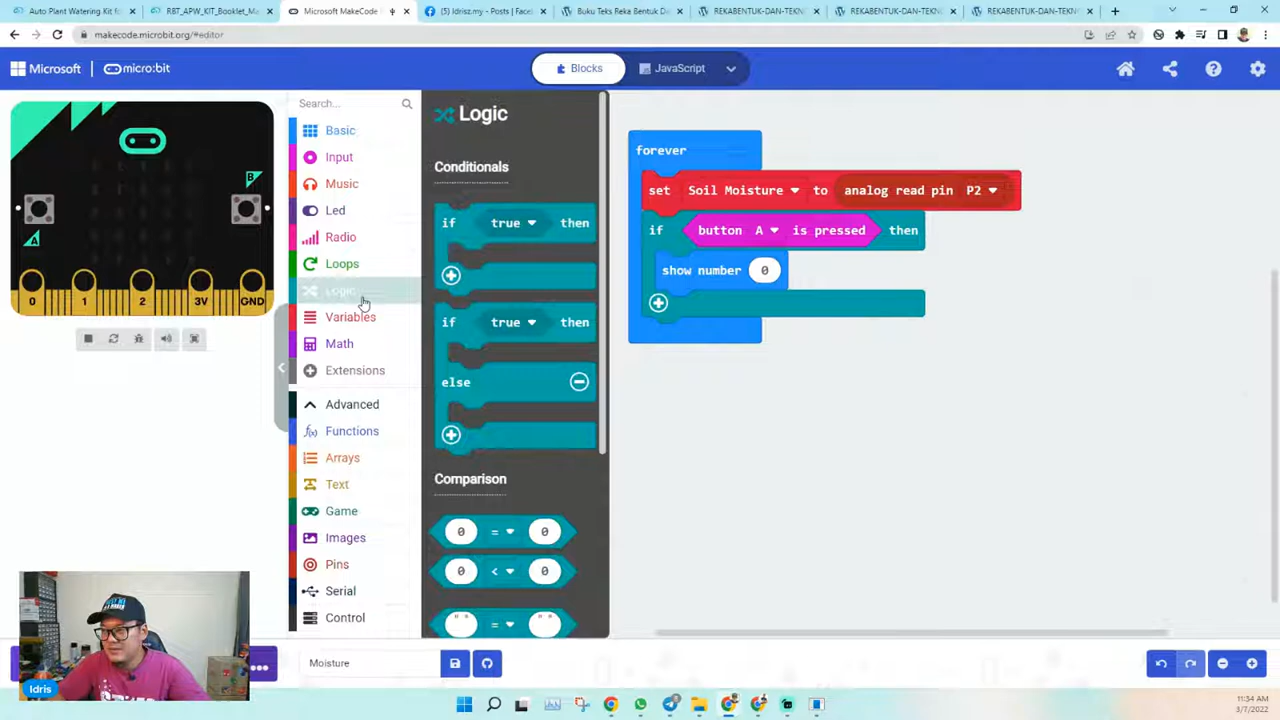 Auto Plant Watering Kit fo
RBT_APW_KIT_Booklet_Ma
Microsoft MakeCode
(5) Idrisz.my - Posts | Faceb
Buku Teks Reka Bentuk Da
REKABENTUK-DAN-TEKN
REKABENTUK-DAN-TEKN
REKABENTUK-DAN-TEKN
makecode.microbit.org/#editor
Microsoft
micro:bit
Blocks
JavaScript
Search...
Basic
Input
Music
Led
Radio
Loops
Logic
Variables
Math
Extensions
Advanced
Functions
Arrays
Text
Game
Images
Pins
Serial
Control
Logic
Conditionals
if true then
if true then
else
Comparison
0 = 0
0 < 0
" " = " "
forever
set Soil Moisture to analog read pin P2
if button A is pressed then
show number 0
B
A
0 1 2 3V GND
Idris
Moisture
11:34 AM
3/7/2022